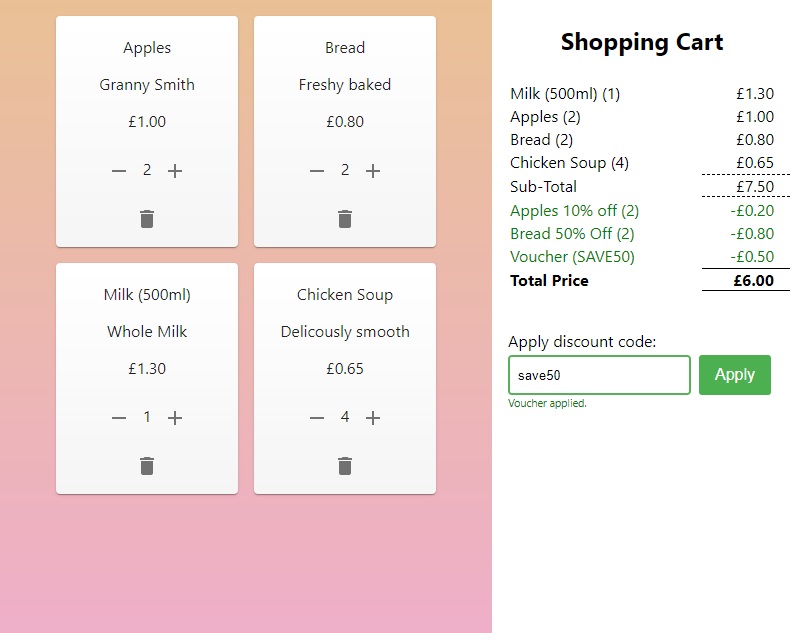 Apples
Granny Smith
£1.00
2
Bread
Freshy baked
£0.80
2
Milk (500ml)
Whole Milk
£1.30
1
Chicken Soup
Delicously smooth
£0.65
4
Shopping Cart
Milk (500ml) (1) £1.30
Apples (2) £1.00
Bread (2) £0.80
Chicken Soup (4) £0.65
Sub-Total £7.50
Apples 10% off (2) -£0.20
Bread 50% Off (2) -£0.80
Voucher (SAVE50) -£0.50
Total Price £6.00
Apply discount code:
save50 Apply
Voucher applied.